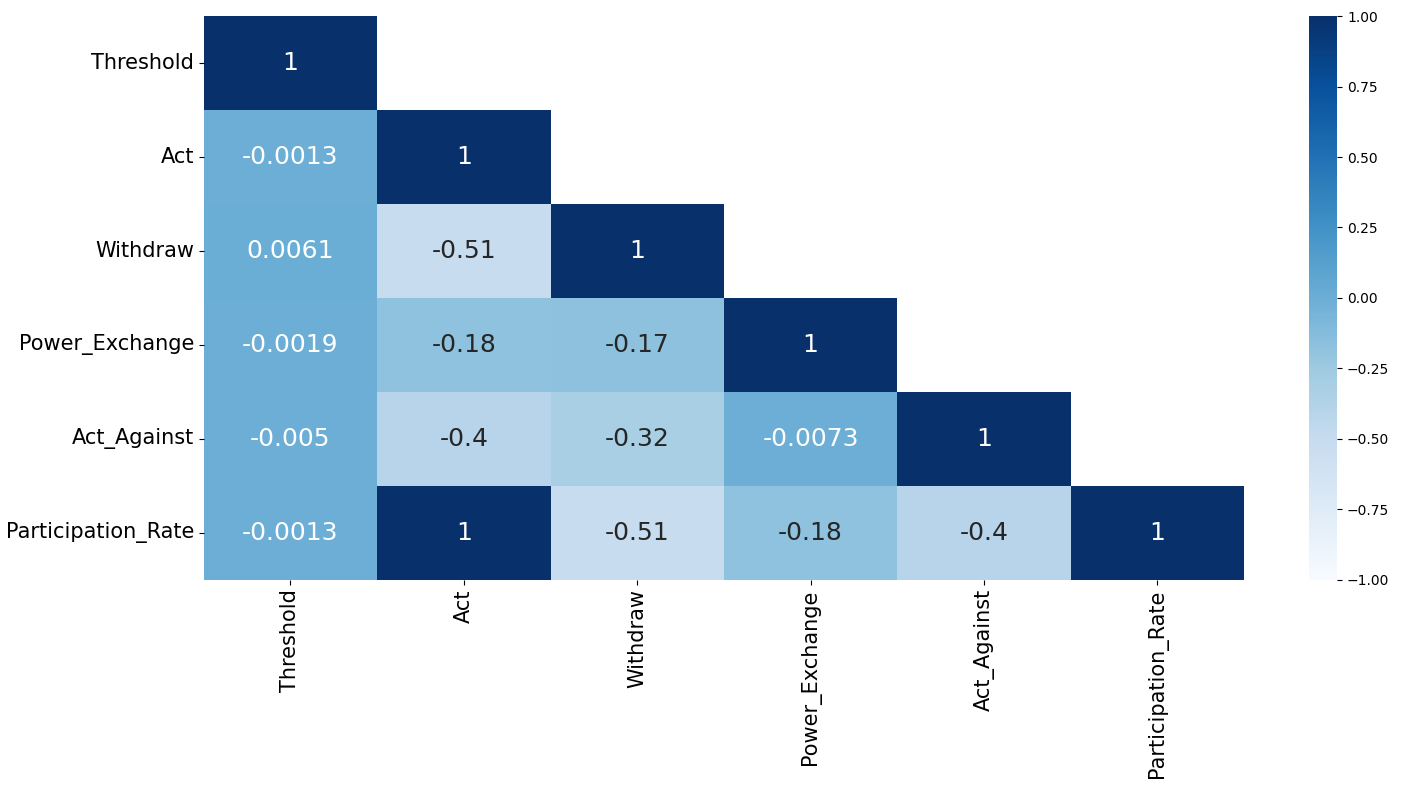 Threshold 1
Act -0.0013 1
Withdraw 0.0061 -0.51 1
Power_Exchange -0.0019 -0.18 -0.17 1
Act_Against -0.005 -0.4 -0.32 -0.0073 1
Participation_Rate -0.0013 1 -0.51 -0.18 -0.4 1
Threshold
Act
Withdraw
Power_Exchange
Act_Against
Participation_Rate
1.00
0.75
0.50
0.25
0.00
−0.25
−0.50
−0.75
−1.00